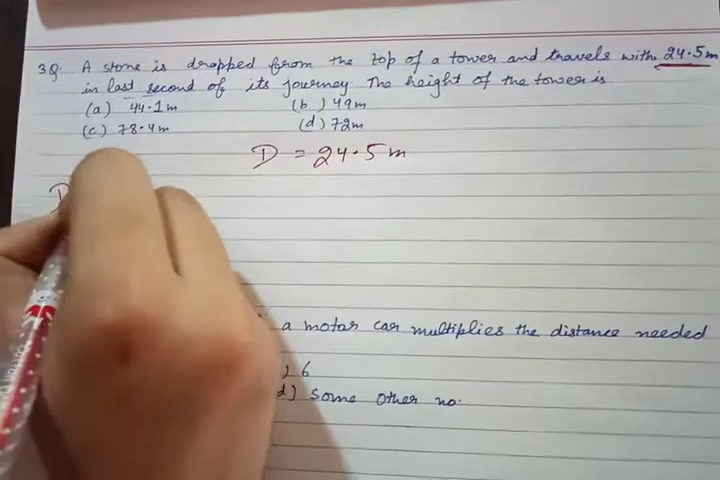 3Q. A stone is dropped from the top of a tower and travels with 24.5m
in last second of its journey. The height of the tower is
(a) 44.1m (b) 49m
(c) 78.4m (d) 72m
D = 24.5m
D
a motor car multiplies the distance needed
) 6
d) some other no.